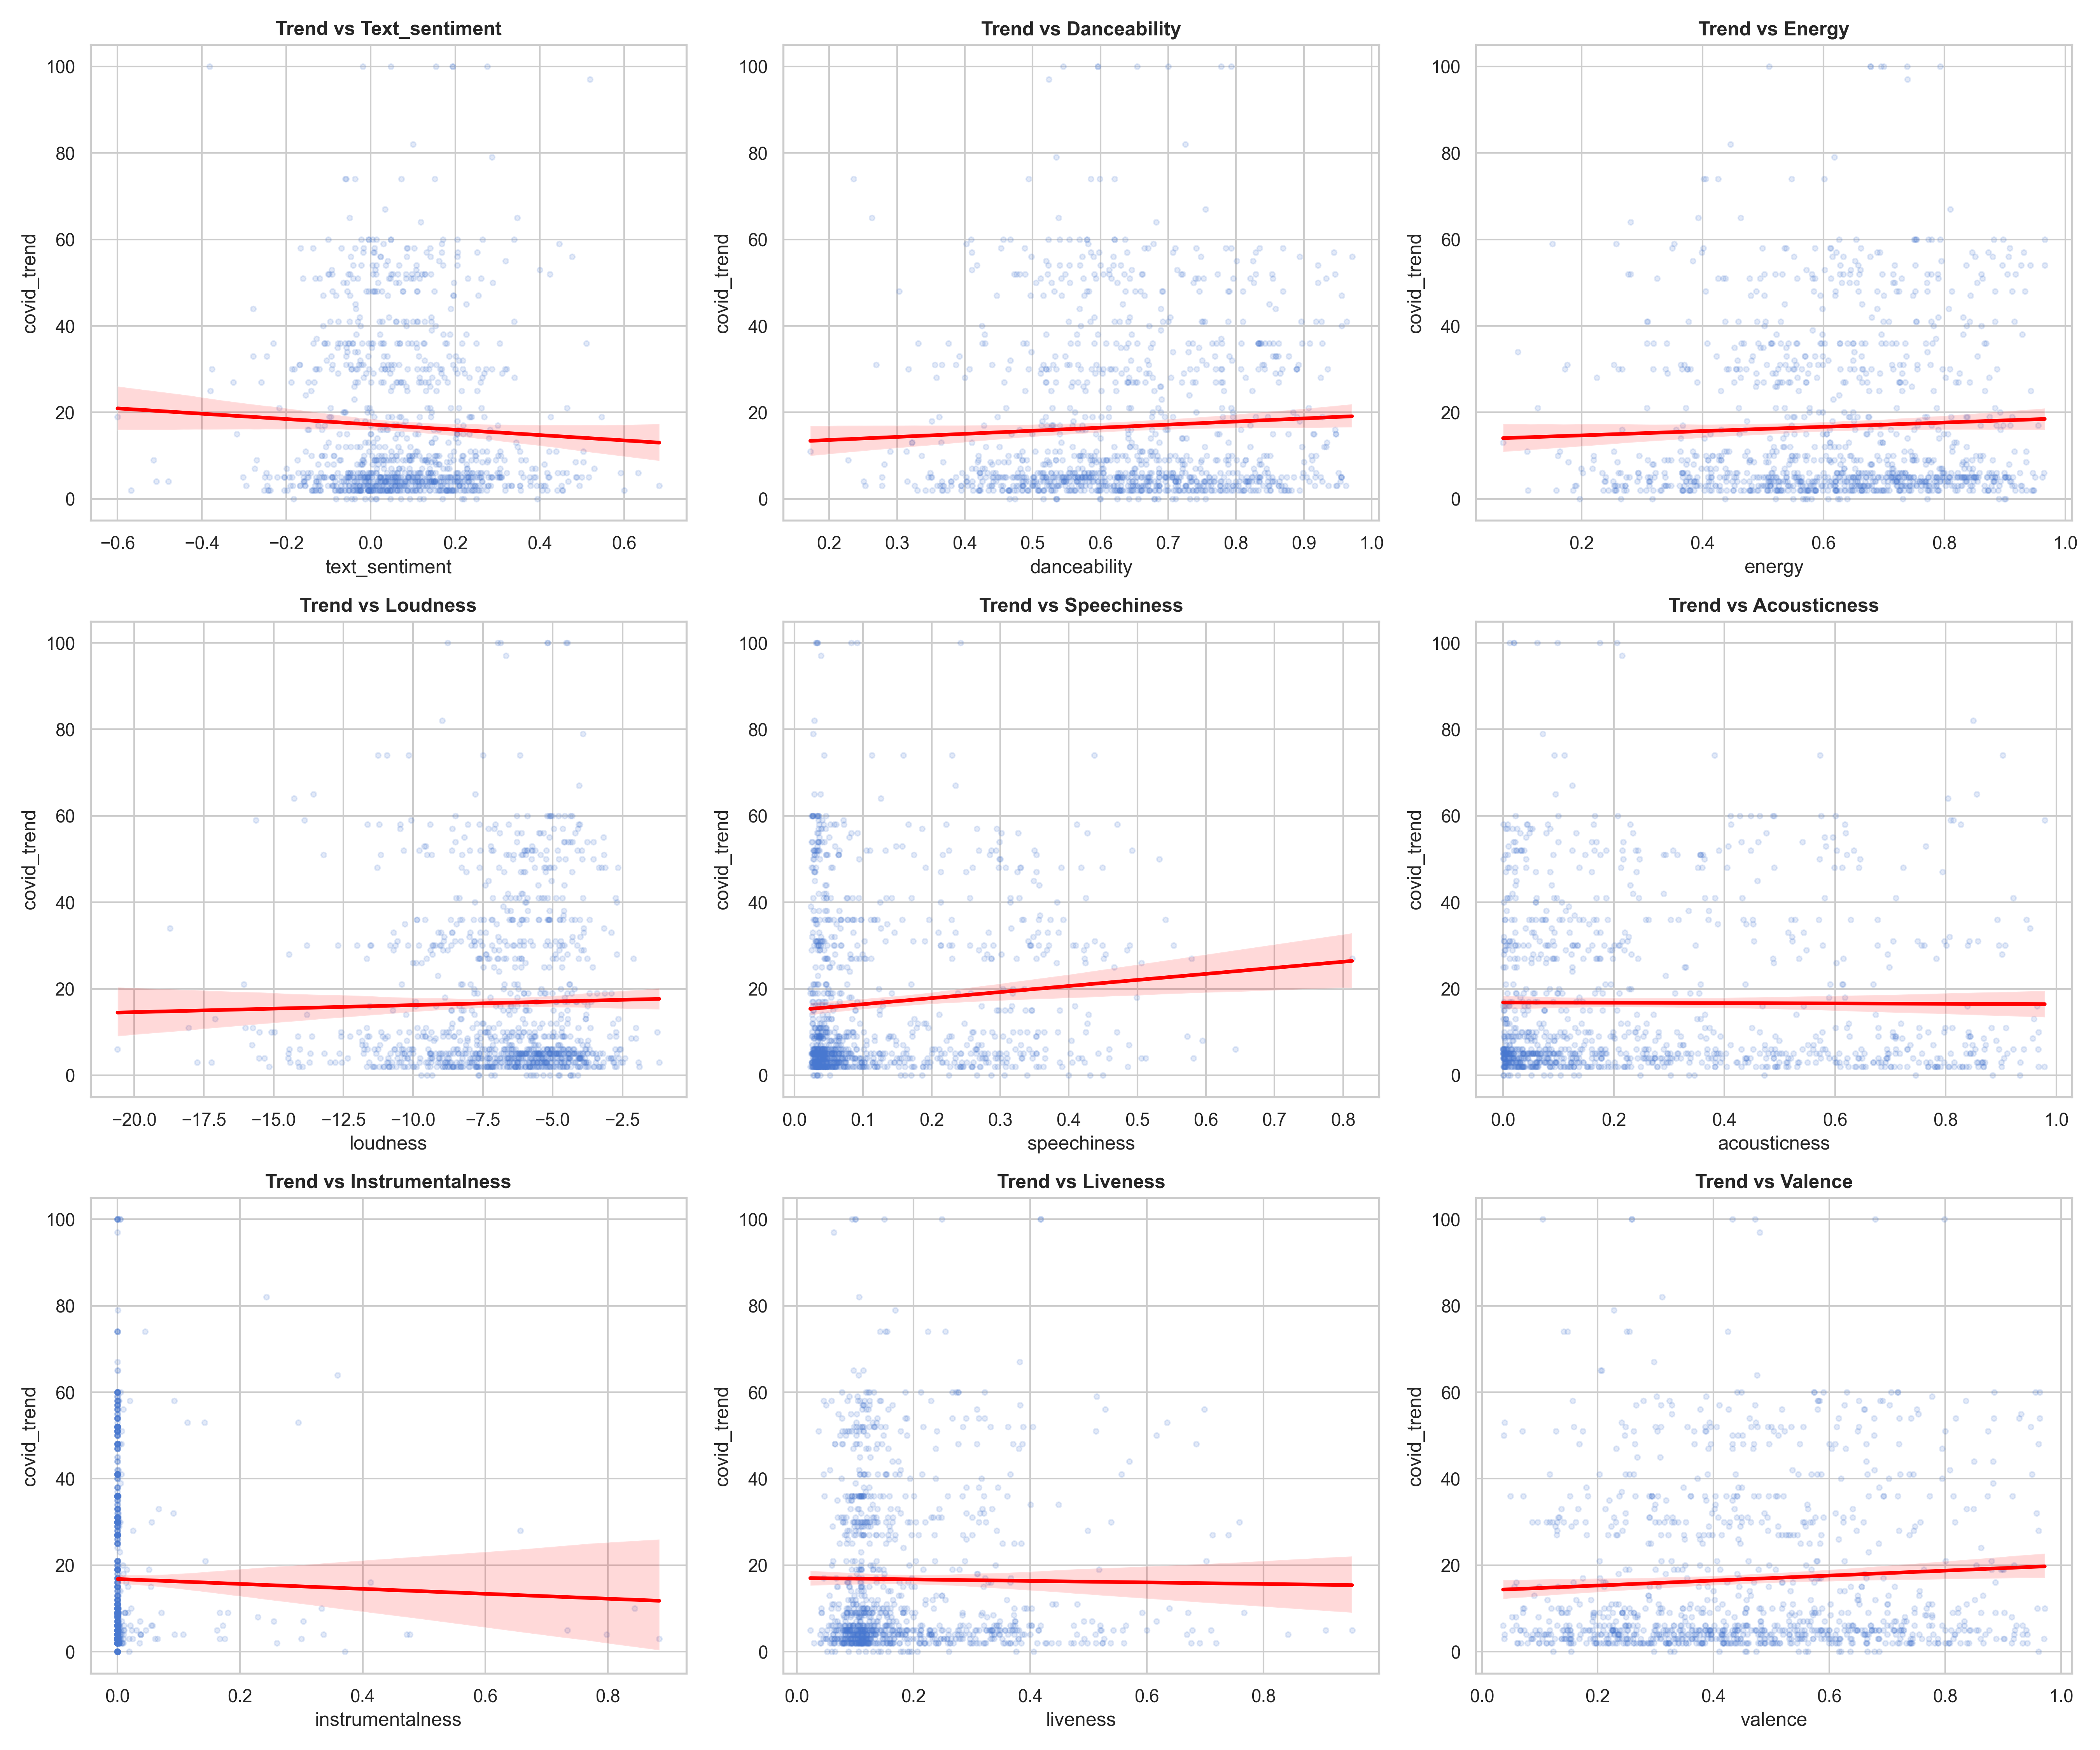 Trend vs Text_sentiment
100
80
60
40
20
0
covid_trend
−0.6 −0.4 −0.2 0.0 0.2 0.4 0.6
text_sentiment
Trend vs Danceability
100
80
60
40
20
0
covid_trend
0.2 0.3 0.4 0.5 0.6 0.7 0.8 0.9 1.0
danceability
Trend vs Energy
100
80
60
40
20
0
covid_trend
0.2 0.4 0.6 0.8 1.0
energy
Trend vs Loudness
100
80
60
40
20
0
covid_trend
−20.0 −17.5 −15.0 −12.5 −10.0 −7.5 −5.0 −2.5
loudness
Trend vs Speechiness
100
80
60
40
20
0
covid_trend
0.0 0.1 0.2 0.3 0.4 0.5 0.6 0.7 0.8
speechiness
Trend vs Acousticness
100
80
60
40
20
0
covid_trend
0.0 0.2 0.4 0.6 0.8 1.0
acousticness
Trend vs Instrumentalness
100
80
60
40
20
0
covid_trend
0.0 0.2 0.4 0.6 0.8
instrumentalness
Trend vs Liveness
100
80
60
40
20
0
covid_trend
0.0 0.2 0.4 0.6 0.8
liveness
Trend vs Valence
100
80
60
40
20
0
covid_trend
0.0 0.2 0.4 0.6 0.8 1.0
valence